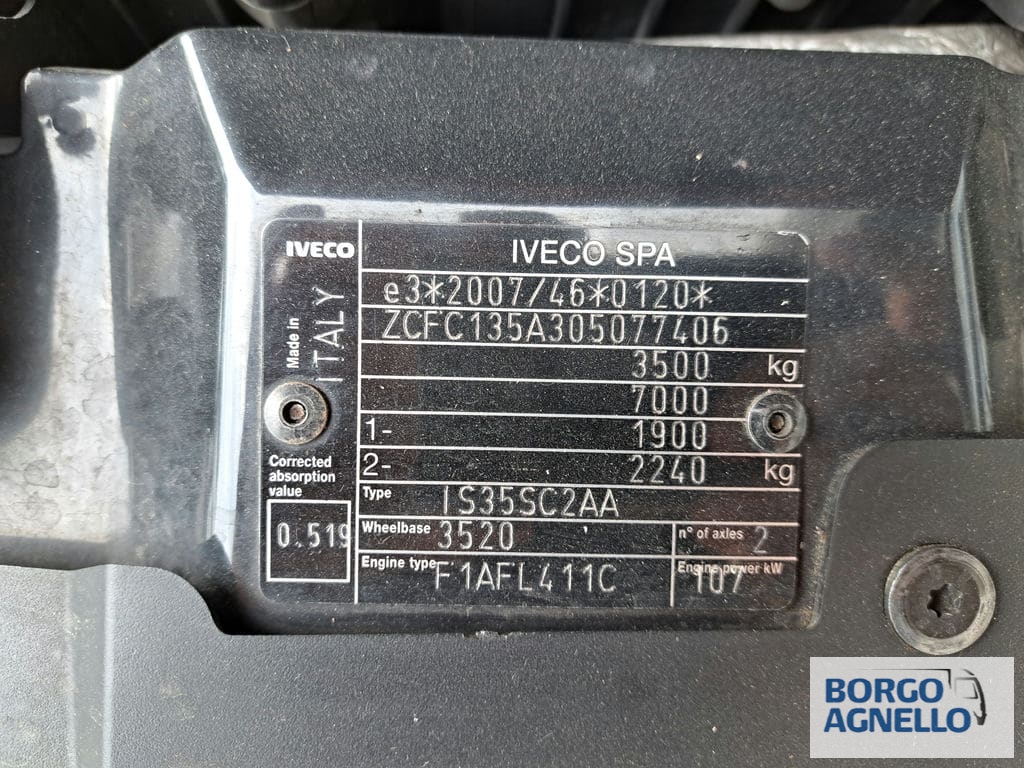 IVECO
IVECO SPA
e3*2007/46*0120*
ZCFC135A305077406
3500 kg
7000
1- 1900
2- 2240 kg
Made in
ITALY
Corrected
absorption
value
0.519
Type IS35SC2AA
Wheelbase 3520 n° of axles 2
Engine type F1AFL411C Engine power kW 107
BORGO
AGNELLO